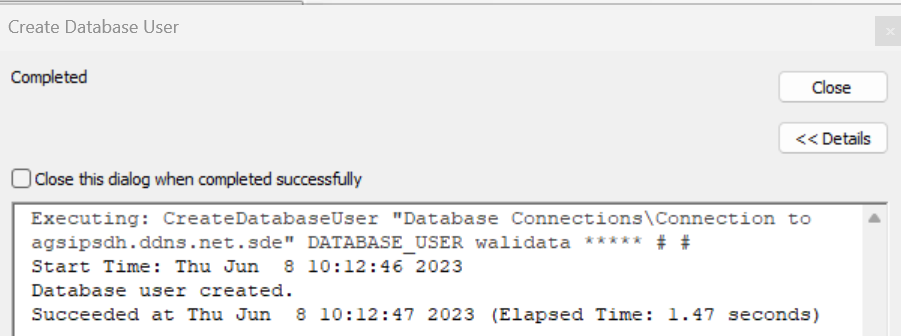 Create Database User
×
Completed
Close
<< Details
Close this dialog when completed successfully
Executing: CreateDatabaseUser "Database Connections\Connection to
agsipsdh.ddns.net.sde" DATABASE_USER walidata ***** # #
Start Time: Thu Jun  8 10:12:46 2023
Database user created.
Succeeded at Thu Jun  8 10:12:47 2023 (Elapsed Time: 1.47 seconds)